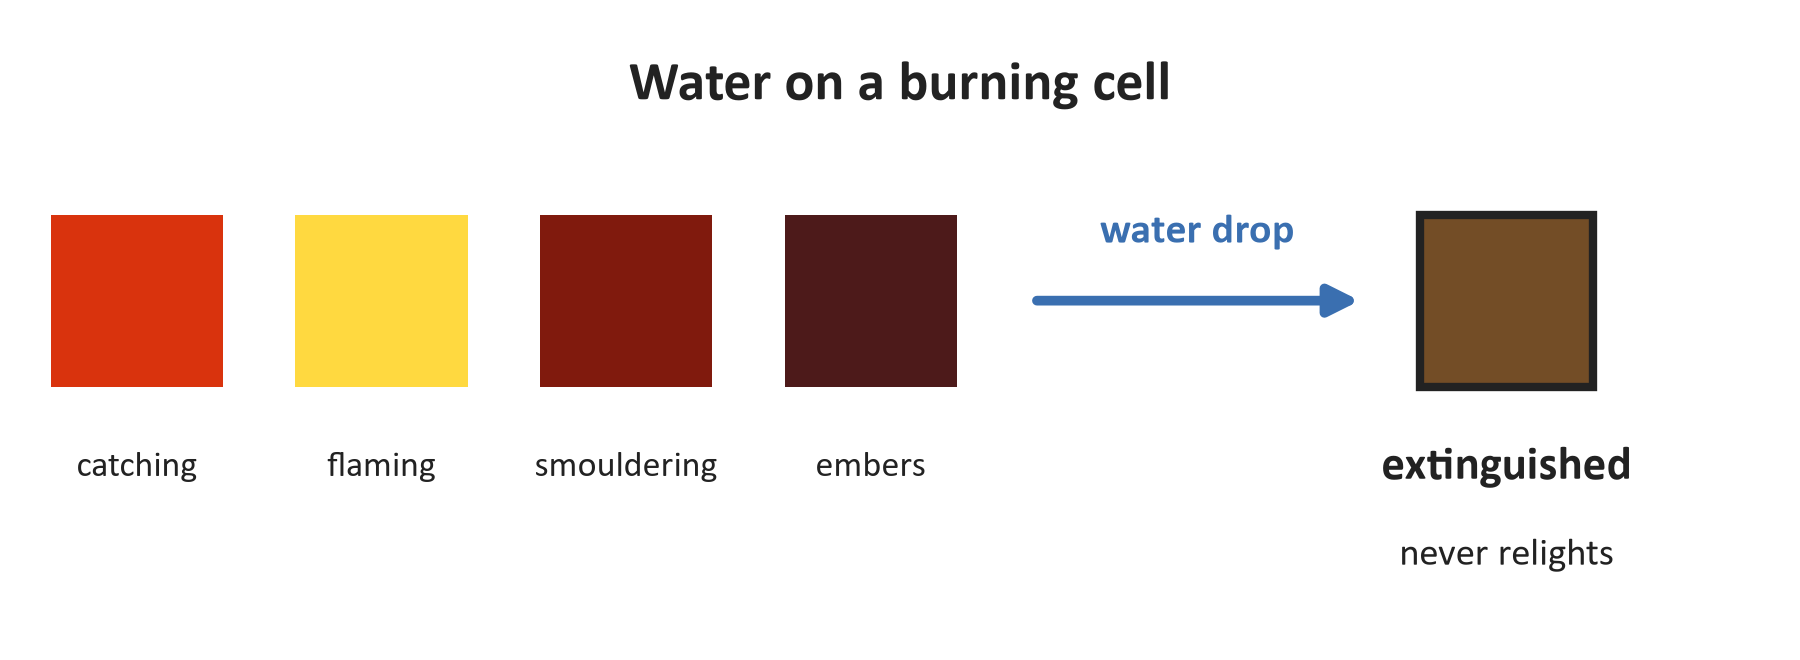 Water on a burning cell
water drop
catching
flaming
smouldering
embers
extinguished
never relights